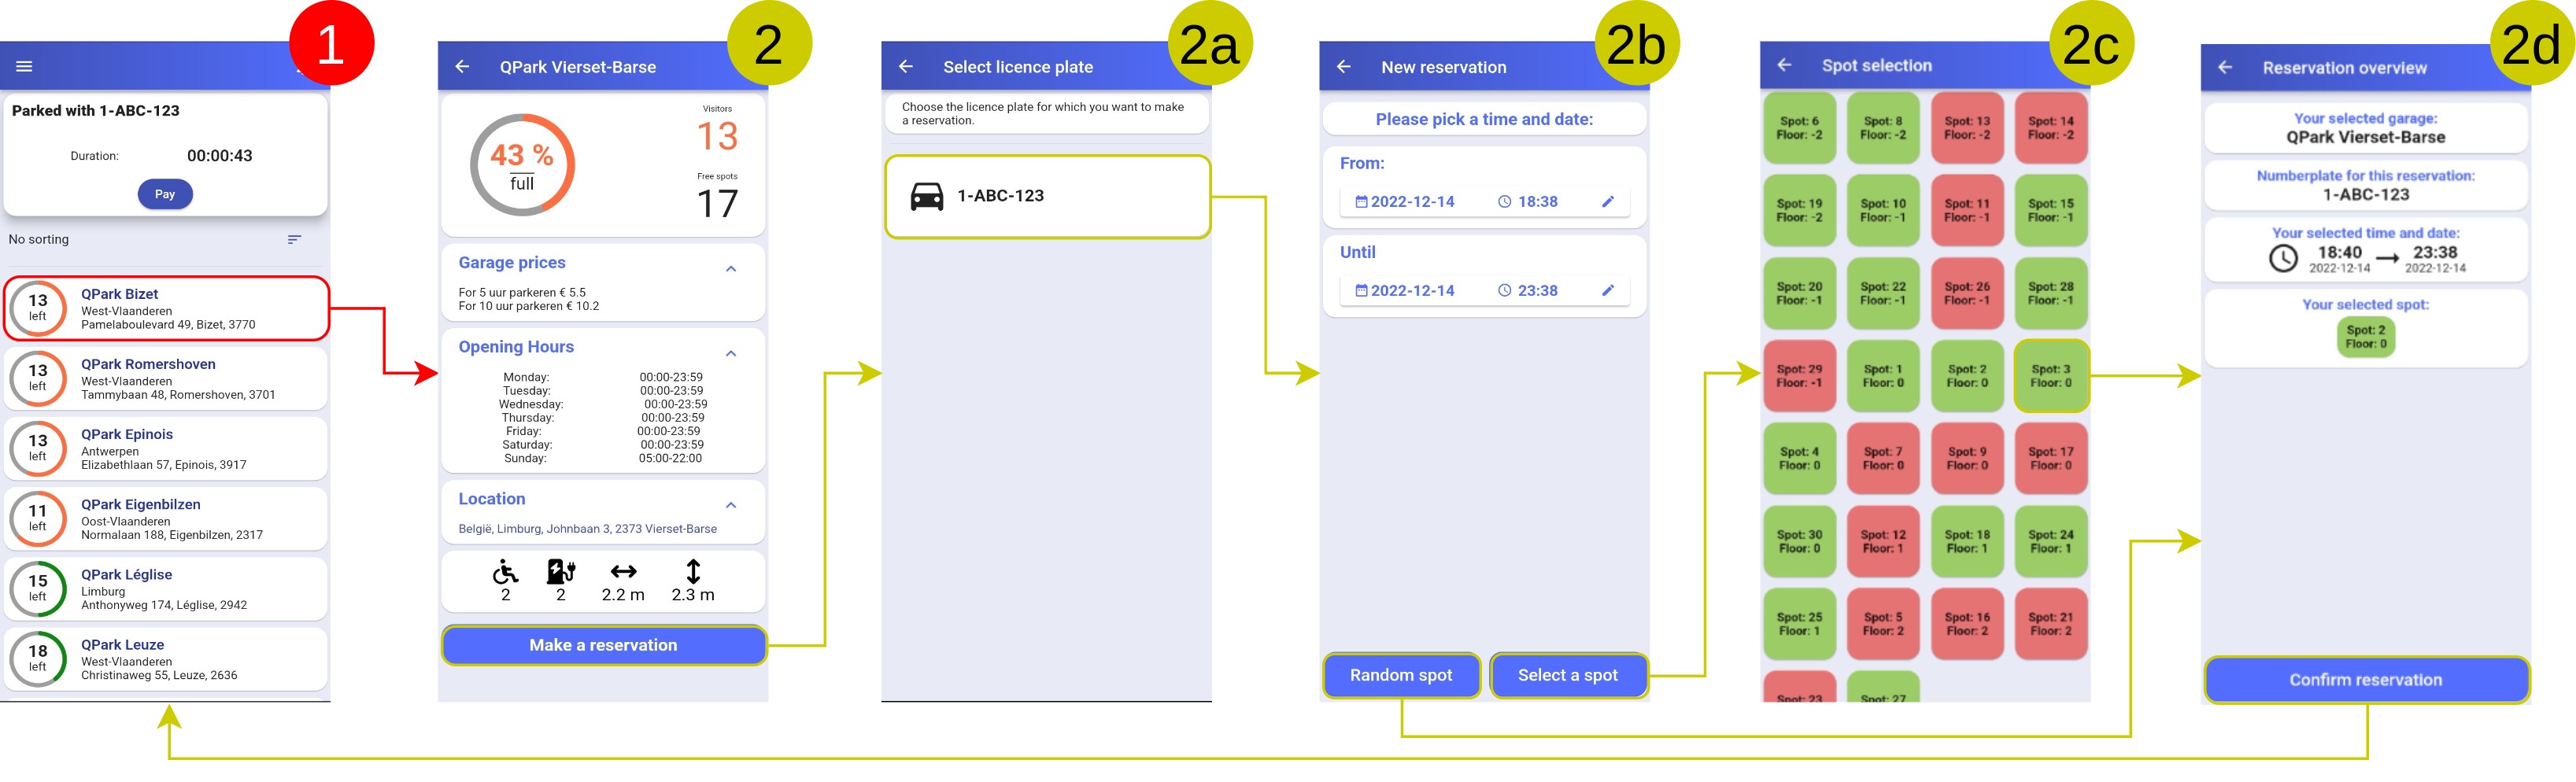 1
Parked with 1-ABC-123
Duration: 00:00:43
Pay
No sorting
13
left
QPark Bizet
West-Vlaanderen
Pamelaboulevard 49, Bizet, 3770
13
left
QPark Romershoven
West-Vlaanderen
Tammybaan 48, Romershoven, 3701
13
left
QPark Epinois
Antwerpen
Elizabethlaan 57, Epinois, 3917
11
left
QPark Eigenbilzen
Oost-Vlaanderen
Normalaan 188, Eigenbilzen, 2317
15
left
QPark Léglise
Limburg
Anthonyweg 174, Léglise, 2942
18
left
QPark Leuze
West-Vlaanderen
Christinaweg 55, Leuze, 2636
2
QPark Vierset-Barse
43 %
full
Visitors
13
Free spots
17
Garage prices
For 5 uur parkeren € 5.5
For 10 uur parkeren € 10.2
Opening Hours
Monday: 00:00-23:59
Tuesday: 00:00-23:59
Wednesday: 00:00-23:59
Thursday: 00:00-23:59
Friday: 00:00-23:59
Saturday: 00:00-23:59
Sunday: 05:00-22:00
Location
België, Limburg, Johnbaan 3, 2373 Vierset-Barse
2 2 2.2 m 2.3 m
Make a reservation
2a
Select licence plate
Choose the licence plate for which you want to make
a reservation.
1-ABC-123
2b
New reservation
Please pick a time and date:
From:
2022-12-14 18:38
Until
2022-12-14 23:38
Random spot Select a spot
2c
Spot selection
Spot: 6 Spot: 8 Spot: 13 Spot: 14
Floor: -2 Floor: -2 Floor: -2 Floor: -2
Spot: 19 Spot: 10 Spot: 11 Spot: 15
Floor: -2 Floor: -1 Floor: -1 Floor: -1
Spot: 20 Spot: 22 Spot: 26 Spot: 28
Floor: -1 Floor: -1 Floor: -1 Floor: -1
Spot: 29 Spot: 1 Spot: 2 Spot: 3
Floor: -1 Floor: 0 Floor: 0 Floor: 0
Spot: 4 Spot: 7 Spot: 9 Spot: 17
Floor: 0 Floor: 0 Floor: 0 Floor: 0
Spot: 30 Spot: 12 Spot: 18 Spot: 24
Floor: 0 Floor: 1 Floor: 1 Floor: 1
Spot: 25 Spot: 5 Spot: 16 Spot: 21
Floor: 1 Floor: 2 Floor: 2 Floor: 2
Spot: 23 Spot: 27
2d
Reservation overview
Your selected garage:
QPark Vierset-Barse
Numberplate for this reservation:
1-ABC-123
Your selected time and date:
18:40 23:38
2022-12-14 2022-12-14
Your selected spot:
Spot: 2
Floor: 0
Confirm reservation